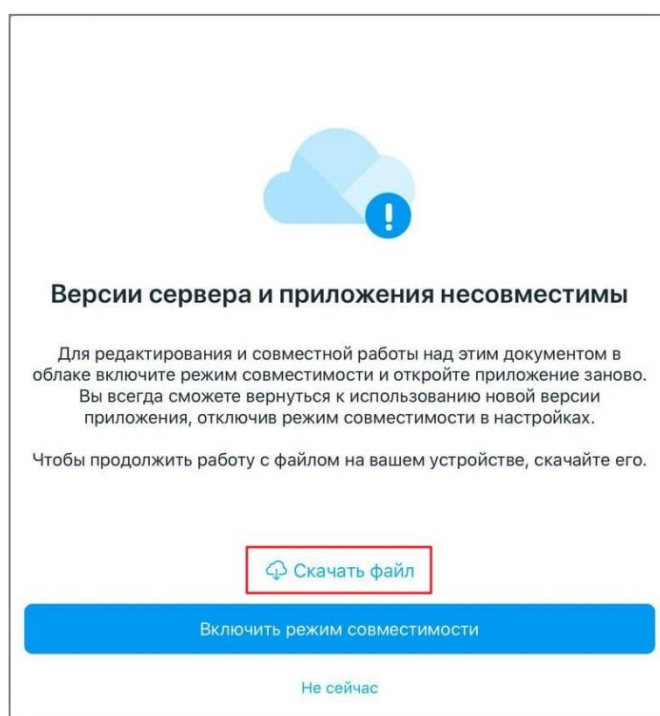 Версии сервера и приложения несовместимы
Для редактирования и совместной работы над этим документом в
облаке включите режим совместимости и откройте приложение заново.
Вы всегда сможете вернуться к использованию новой версии
приложения, отключив режим совместимости в настройках.
Чтобы продолжить работу с файлом на вашем устройстве, скачайте его.
Скачать файл
Включить режим совместимости
Не сейчас